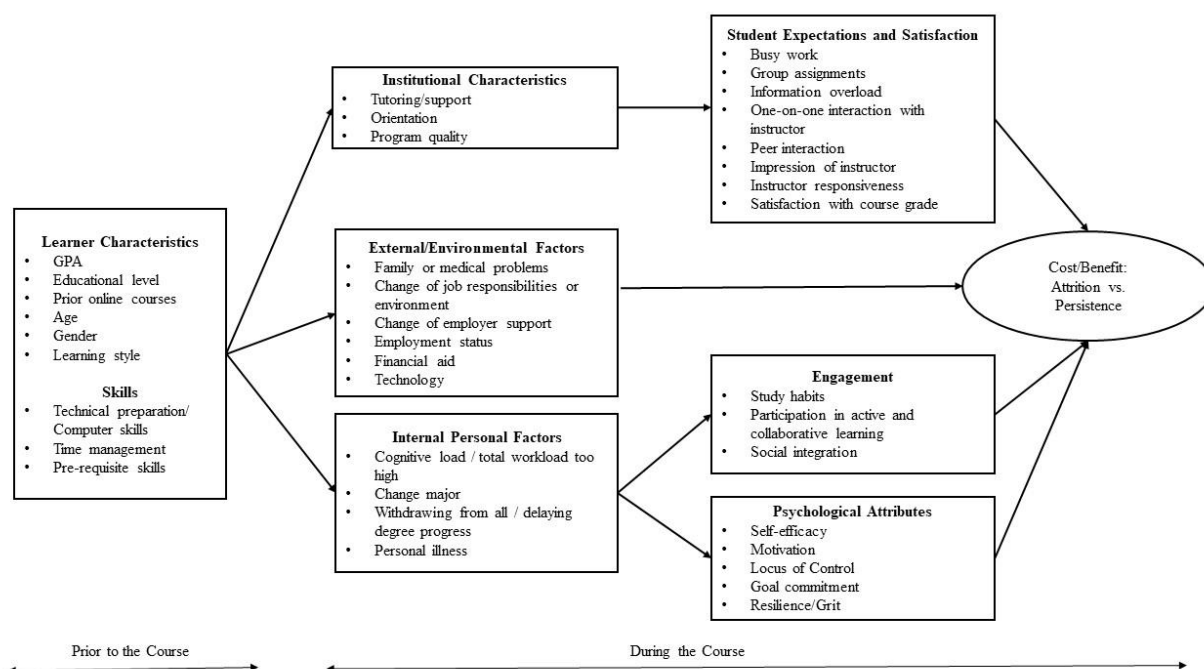 Learner Characteristics
• GPA
• Educational level
• Prior online courses
• Age
• Gender
• Learning style
Skills
• Technical preparation/
Computer skills
• Time management
• Pre-requisite skills
Institutional Characteristics
• Tutoring/support
• Orientation
• Program quality
External/Environmental Factors
• Family or medical problems
• Change of job responsibilities or
environment
• Change of employer support
• Employment status
• Financial aid
• Technology
Internal Personal Factors
• Cognitive load / total workload too
high
• Change major
• Withdrawing from all / delaying
degree progress
• Personal illness
Student Expectations and Satisfaction
• Busy work
• Group assignments
• Information overload
• One-on-one interaction with
instructor
• Peer interaction
• Impression of instructor
• Instructor responsiveness
• Satisfaction with course grade
Engagement
• Study habits
• Participation in active and
collaborative learning
• Social integration
Psychological Attributes
• Self-efficacy
• Motivation
• Locus of Control
• Goal commitment
• Resilience/Grit
Cost/Benefit:
Attrition vs.
Persistence
Prior to the Course
During the Course